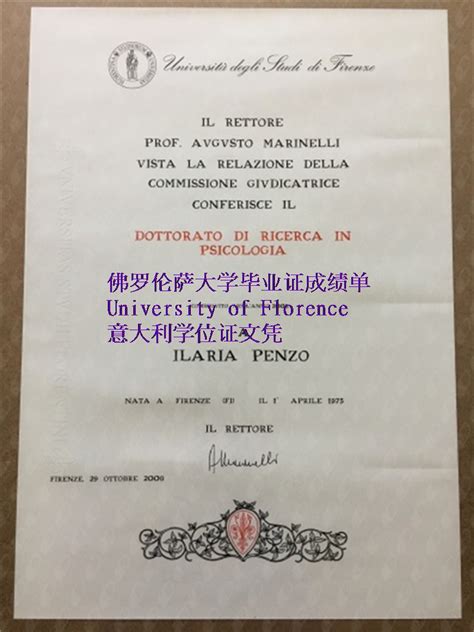 Università degli Studi di Firenze
IL RETTORE
PROF. AVGVSTO MARINELLI
VISTA LA RELAZIONE DELLA
COMMISSIONE GIVDICATRICE
CONFERISCE IL
DOTTORATO DI RICERCA IN
PSICOLOGIA
佛罗伦萨大学毕业证成绩单
University of Florence
意大利学位证文凭
A
ILARIA PENZO
NATA A FIRENZE (FI) IL 1° APRILE 1975
IL RETTORE
AMarinelli
FIRENZE, 29 OTTOBRE 2008